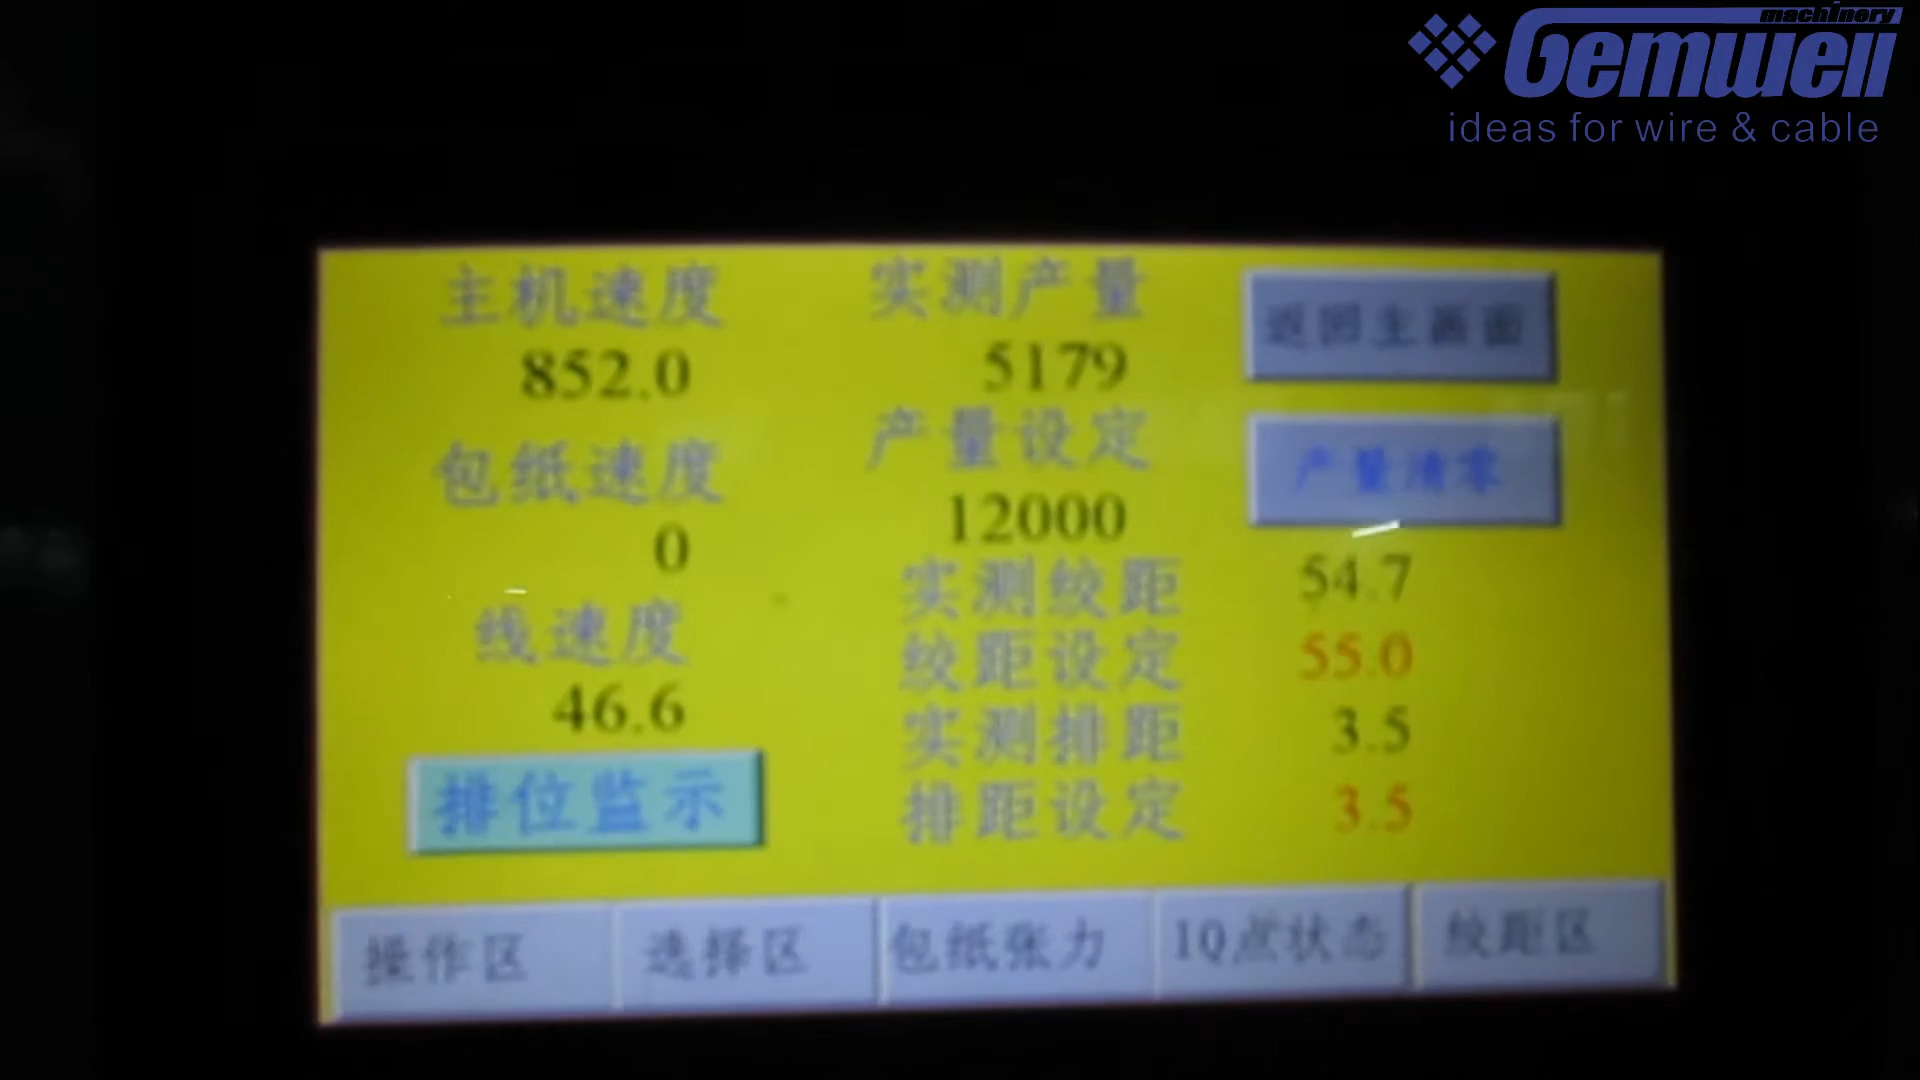 machinery
Gemwell
ideas for wire & cable
主机速度
852.0
包纸速度
0
线速度
46.6
排位监示
实测产量
5179
产量设定
12000
返回主画面
产量清零
实测绞距 54.7
绞距设定 55.0
实测排距 3.5
排距设定 3.5
操作区 选择区 包纸张力 1Q点状态 绞距区